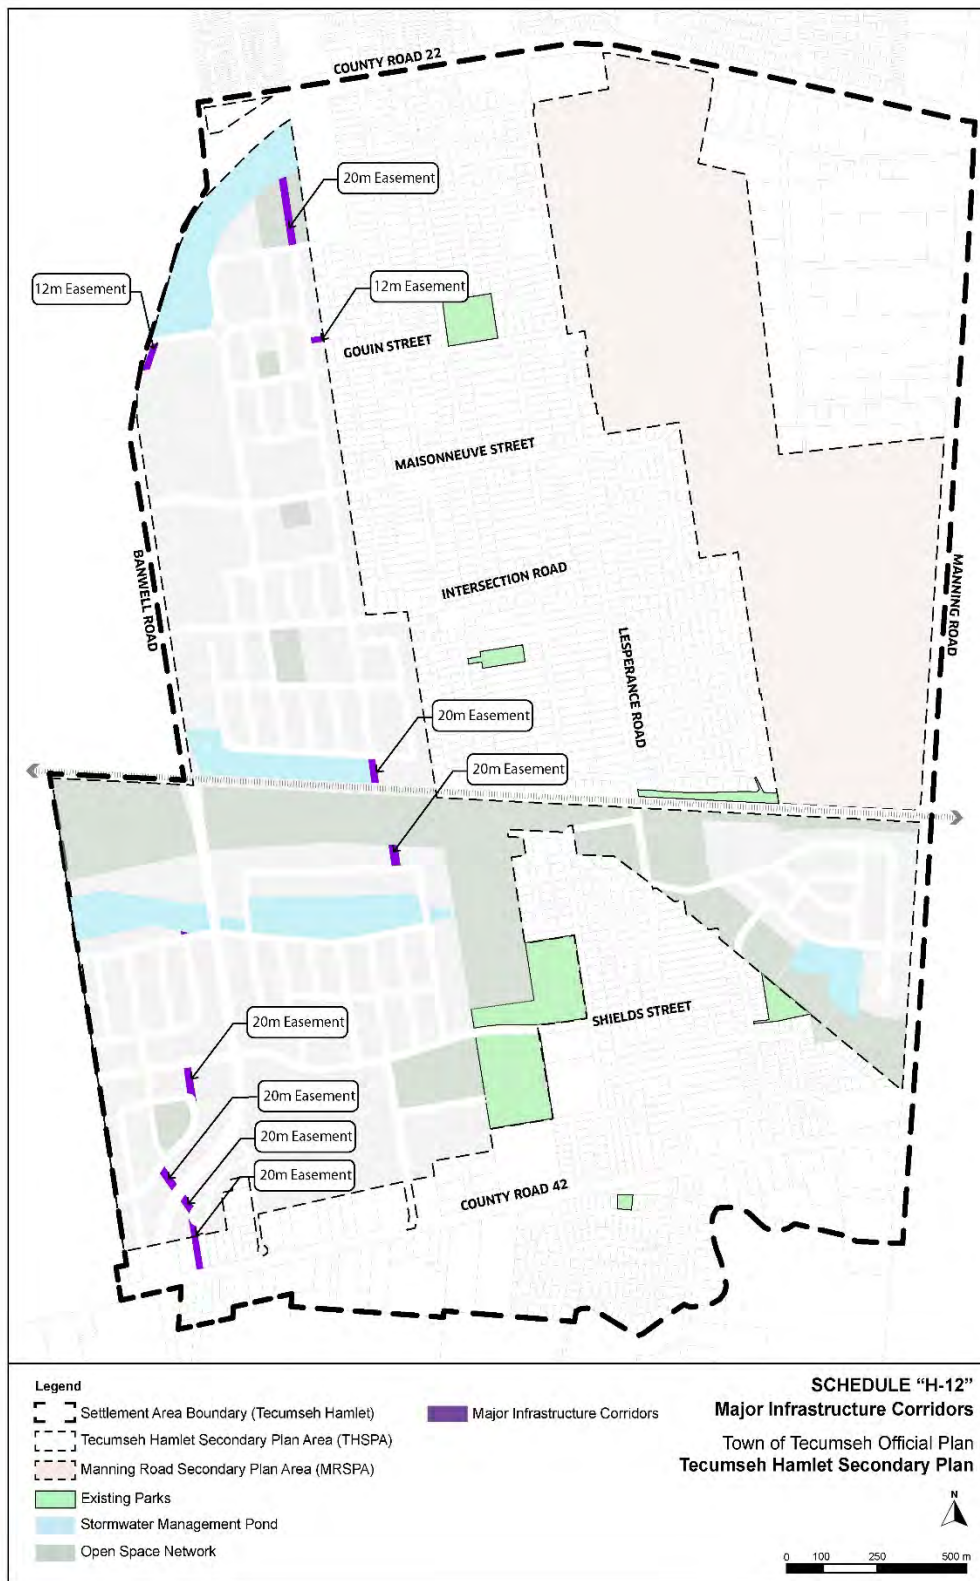 COUNTY ROAD 22
20m Easement
12m Easement
12m Easement
GOUIN STREET
MAISONNEUVE STREET
BANWELL ROAD
INTERSECTION ROAD
MANNING ROAD
LESPERANCE ROAD
20m Easement
20m Easement
SHIELDS STREET
20m Easement
20m Easement
20m Easement
20m Easement
COUNTY ROAD 42
Legend
Settlement Area Boundary (Tecumseh Hamlet)
Tecumseh Hamlet Secondary Plan Area (THSPA)
Manning Road Secondary Plan Area (MRSPA)
Existing Parks
Stormwater Management Pond
Open Space Network
Major Infrastructure Corridors
SCHEDULE “H-12”
Major Infrastructure Corridors
Town of Tecumseh Official Plan
Tecumseh Hamlet Secondary Plan
N
0 100 250 500 m